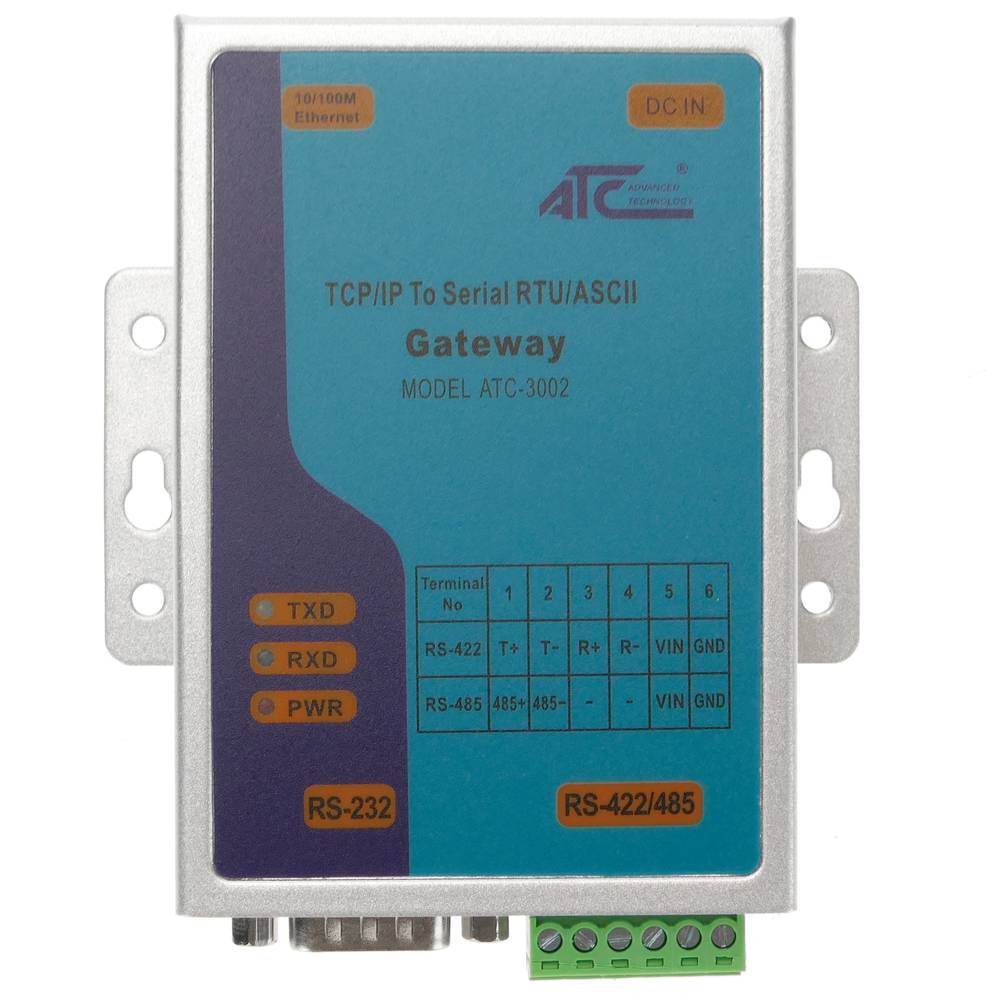 10/100M
Ethernet
DC IN
ATC ®
ADVANCED
TECHNOLOGY
TCP/IP To Serial RTU/ASCII
Gateway
MODEL ATC-3002
Terminal No 1 2 3 4 5 6
RS-422 T+ T- R+ R- VIN GND
RS-485 485+ 485- - - VIN GND
TXD
RXD
PWR
RS-232
RS-422/485